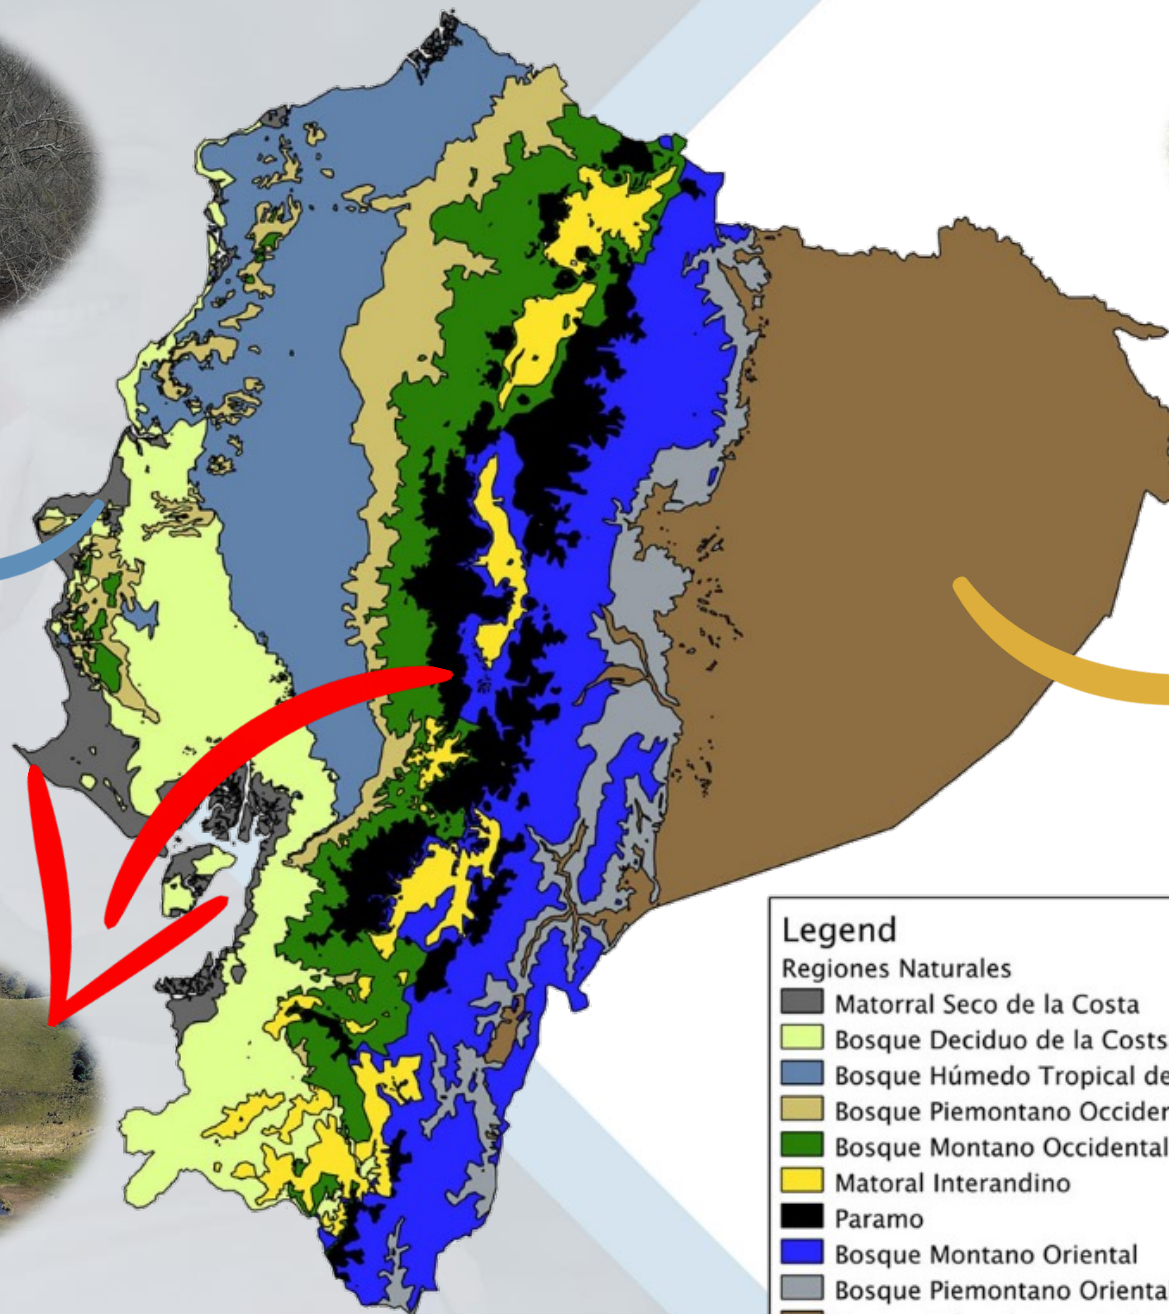 Legend
Regiones Naturales
Matorral Seco de la Costa
Bosque Deciduo de la Costs
Bosque Húmedo Tropical de
Bosque Piemontano Occiden
Bosque Montano Occidental
Matoral Interandino
Paramo
Bosque Montano Oriental
Bosque Piemontano Oriental